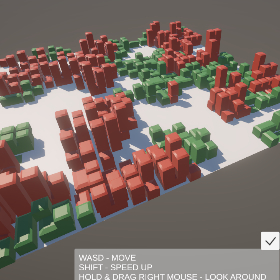 WASD - MOVE
SHIFT - SPEED UP
HOLD & DRAG RIGHT MOUSE - LOOK AROUND